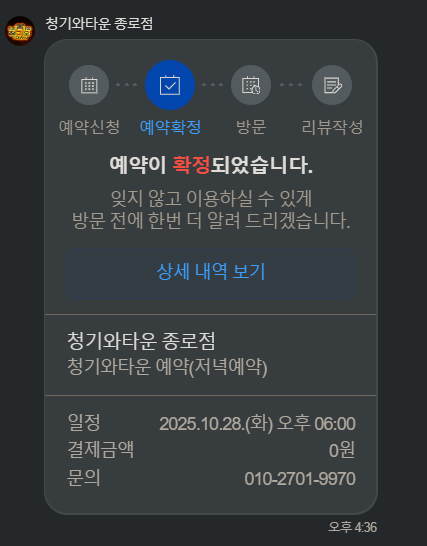 청기와타운 종로점
예약신청 예약확정 방문 리뷰작성
예약이 확정되었습니다.
잊지 않고 이용하실 수 있게
방문 전에 한번 더 알려 드리겠습니다.
상세 내역 보기
청기와타운 종로점
청기와타운 예약(저녁예약)
일정 2025.10.28.(화) 오후 06:00
결제금액 0원
문의 010-2701-9970
오후 4:36